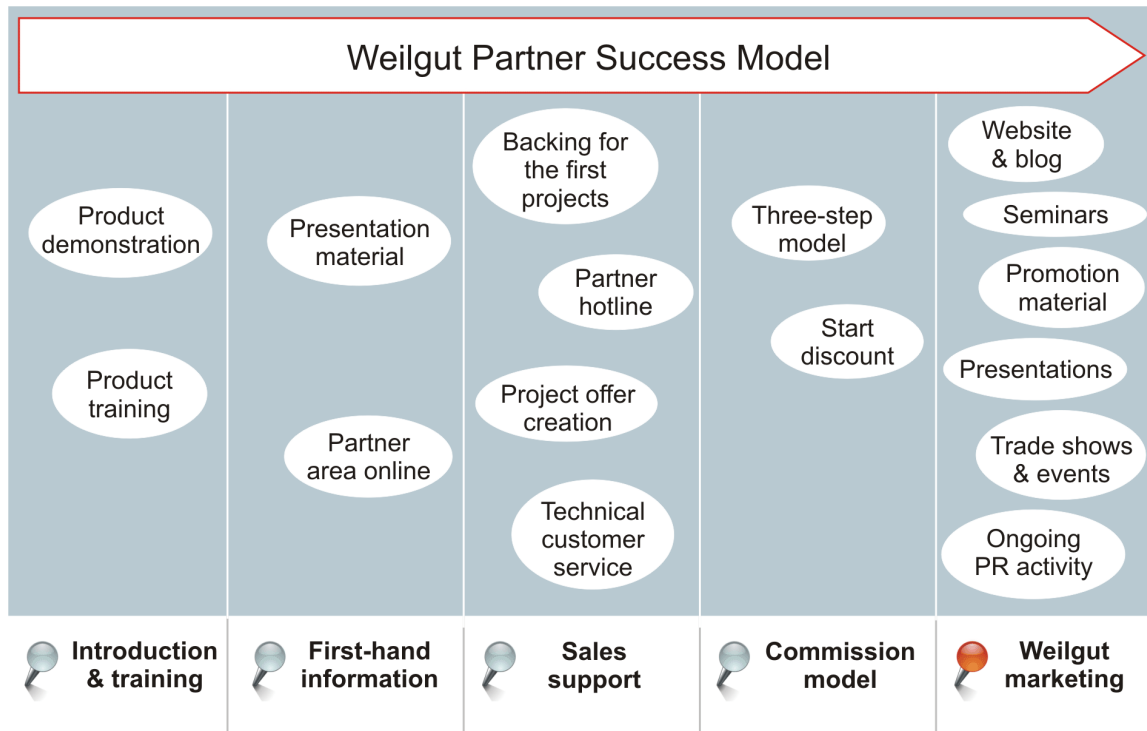 Weilgut Partner Success Model
Product
demonstration
Product
training
Presentation
material
Partner
area online
Backing for
the first
projects
Partner
hotline
Project offer
creation
Technical
customer
service
Three-step
model
Start
discount
Website
& blog
Seminars
Promotion
material
Presentations
Trade shows
& events
Ongoing
PR activity
Introduction
& training
First-hand
information
Sales
support
Commission
model
Weilgut
marketing